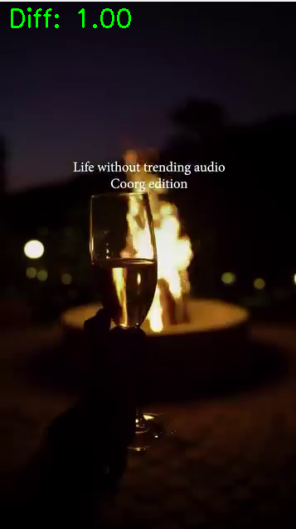 Diff: 1.00
Life without trending audio
Coorg edition